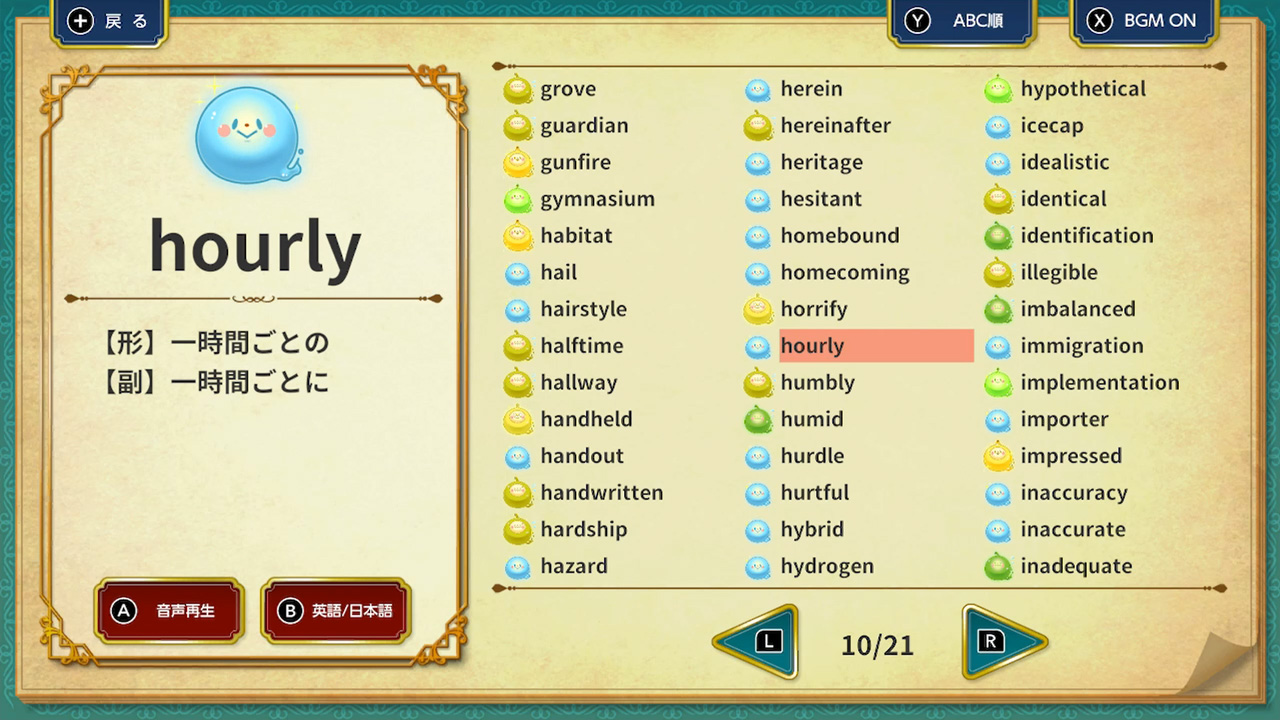 + 戻る
Y ABC順
X BGM ON
hourly
【形】一時間ごとの
【副】一時間ごとに
A 音声再生
B 英語/日本語
grove
guardian
gunfire
gymnasium
habitat
hail
hairstyle
halftime
hallway
handheld
handout
handwritten
hardship
hazard
herein
hereinafter
heritage
hesitant
homebound
homecoming
horrify
hourly
humbly
humid
hurdle
hurtful
hybrid
hydrogen
hypothetical
icecap
idealistic
identical
identification
illegible
imbalanced
immigration
implementation
importer
impressed
inaccuracy
inaccurate
inadequate
L 10/21 R